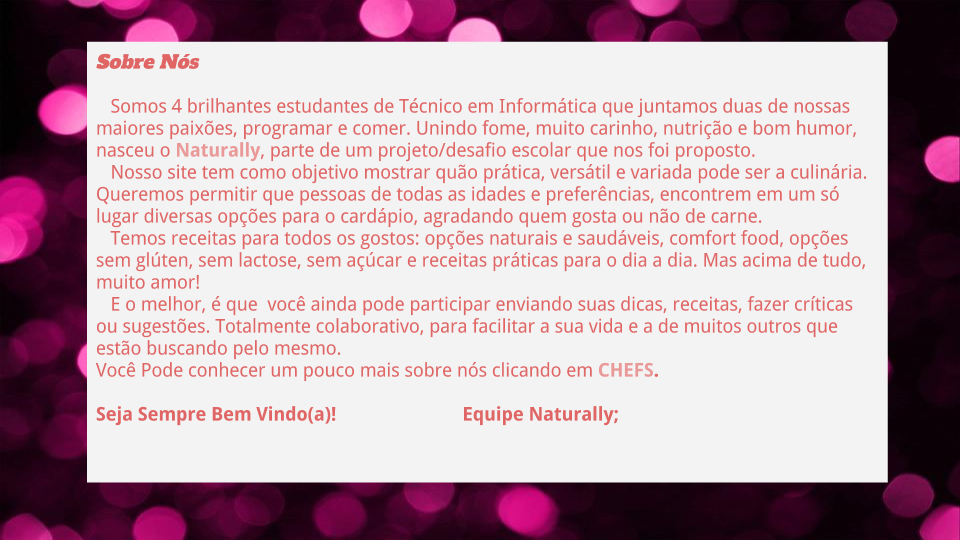 Sobre Nós
Somos 4 brilhantes estudantes de Técnico em Informática que juntamos duas de nossas
maiores paixões, programar e comer. Unindo fome, muito carinho, nutrição e bom humor,
nasceu o Naturally, parte de um projeto/desafio escolar que nos foi proposto.
Nosso site tem como objetivo mostrar quão prática, versátil e variada pode ser a culinária.
Queremos permitir que pessoas de todas as idades e preferências, encontrem em um só
lugar diversas opções para o cardápio, agradando quem gosta ou não de carne.
Temos receitas para todos os gostos: opções naturais e saudáveis, comfort food, opções
sem glúten, sem lactose, sem açúcar e receitas práticas para o dia a dia. Mas acima de tudo,
muito amor!
E o melhor, é que  você ainda pode participar enviando suas dicas, receitas, fazer críticas
ou sugestões. Totalmente colaborativo, para facilitar a sua vida e a de muitos outros que
estão buscando pelo mesmo.
Você Pode conhecer um pouco mais sobre nós clicando em CHEFS.
Seja Sempre Bem Vindo(a)! Equipe Naturally;